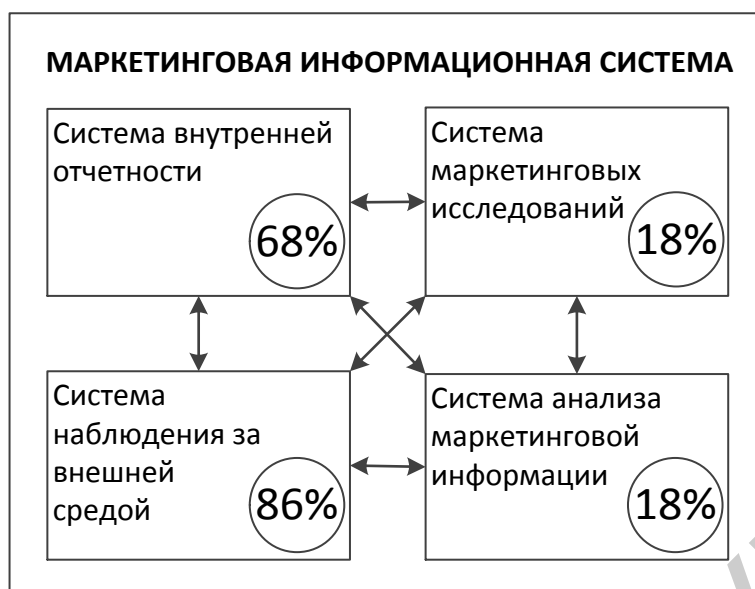 МАРКЕТИНГОВАЯ ИНФОРМАЦИОННАЯ СИСТЕМА
Система внутренней
отчетности
68%
Система
маркетинговых
исследований
18%
Система
наблюдения за
внешней
средой
86%
Система анализа
маркетинговой
информации
18%